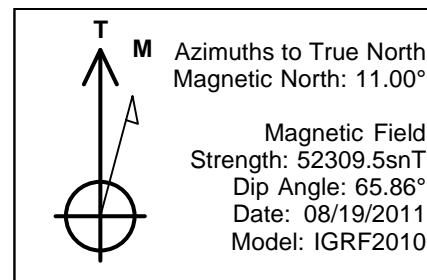 T
M
Azimuths to True North
Magnetic North: 11.00°
Magnetic Field
Strength: 52309.5snT
Dip Angle: 65.86°
Date: 08/19/2011
Model: IGRF2010